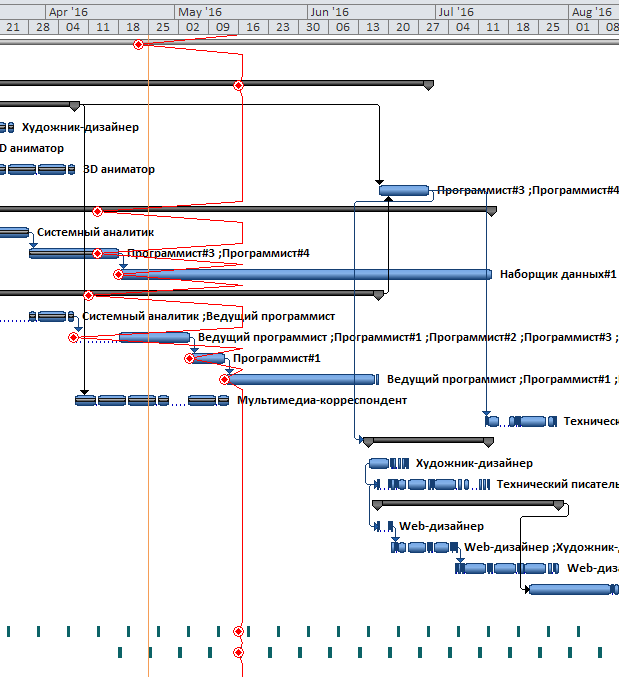 Apr '16 May '16 Jun '16 Jul '16 Aug '16
21 28 04 11 18 25 02 09 16 23 30 06 13 20 27 04 11 18 25 01 08
Художник-дизайнер
D аниматор
3D аниматор
Программист#3 ;Программист#4
Системный аналитик
Программист#3 ;Программист#4
Наборщик данных#1
Системный аналитик ;Ведущий программист
Ведущий программист ;Программист#1 ;Программист#2 ;Программист#3 ;
Программист#1
Ведущий программист ;Программист#1 ;
Мультимедиа-корреспондент
Техническ
Художник-дизайнер
Технический писатель
Web-дизайнер
Web-дизайнер ;Художник-
Web-диза